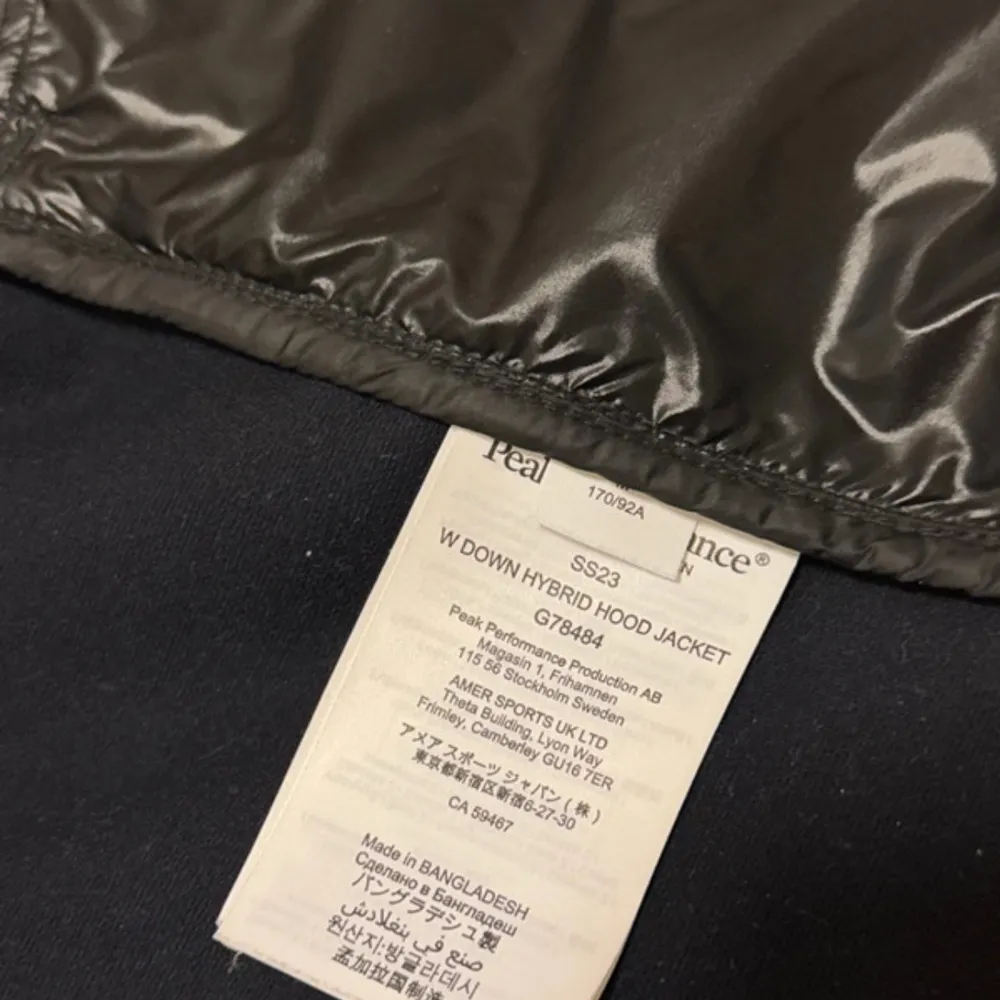 Peak
M
170/92A
ance®
N
SS23
W DOWN HYBRID HOOD JACKET
G78484
Peak Performance Production AB
Magasin 1, Frihamnen
115 56 Stockholm Sweden
AMER SPORTS UK LTD
Theta Building, Lyon Way
Frimley, Camberley GU16 7ER
アメア スポーツ ジャパン(株)
東京都新宿区新宿6-27-30
CA 59467
Made in BANGLADESH
Сделано в Бангладеш
バングラデシュ製
صنع في بنغلادش
원산지:방글라데시
孟加拉国制造